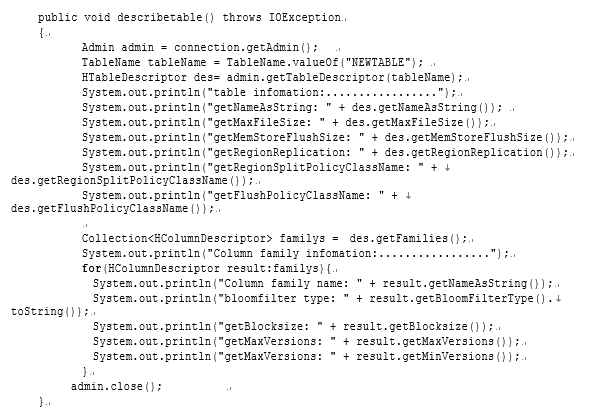 public void describetable() throws IOException
{
Admin admin = connection.getAdmin();
TableName tableName = TableName.valueOf("NEWTABLE");
HTableDescriptor des= admin.getTableDescriptor(tableName);
System.out.println("table infomation:.................");
System.out.println("getNameAsString: " + des.getNameAsString());
System.out.println("getMaxFileSize: " + des.getMaxFileSize());
System.out.println("getMemStoreFlushSize: " + des.getMemStoreFlushSize());
System.out.println("getRegionReplication: " + des.getRegionReplication());
System.out.println("getRegionSplitPolicyClassName: " + ↓
des.getRegionSplitPolicyClassName());
System.out.println("getFlushPolicyClassName: " + ↓
des.getFlushPolicyClassName());
Collection<HColumnDescriptor> familys = des.getFamilies();
System.out.println("Column family infomation:.................");
for(HColumnDescriptor result:familys){
System.out.println("Column family name: " + result.getNameAsString());
System.out.println("bloomfilter type: " + result.getBloomFilterType().↓
toString());
System.out.println("getBlocksize: " + result.getBlocksize());
System.out.println("getMaxVersions: " + result.getMaxVersions());
System.out.println("getMaxVersions: " + result.getMinVersions());
}
admin.close();
}